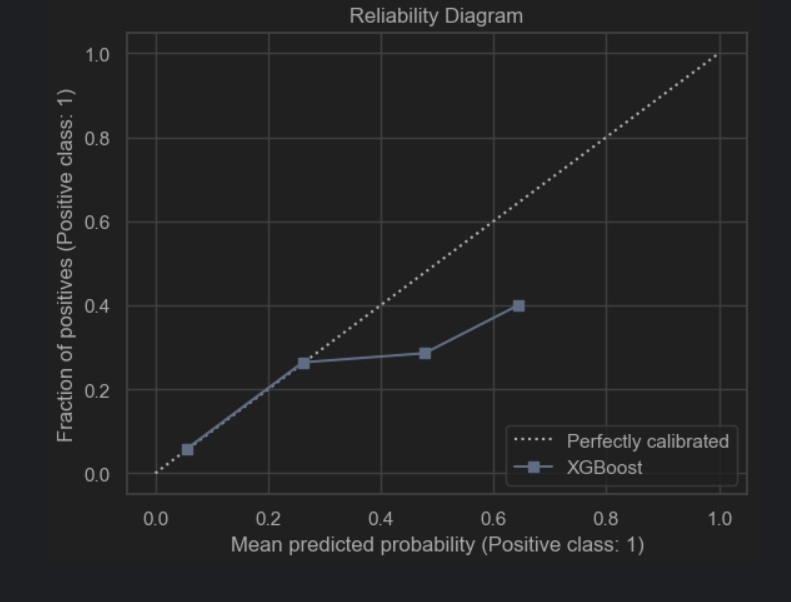 Reliability Diagram
Fraction of positives (Positive class: 1)
1.0
0.8
0.6
0.4
0.2
0.0
Perfectly calibrated
XGBoost
0.0 0.2 0.4 0.6 0.8 1.0
Mean predicted probability (Positive class: 1)